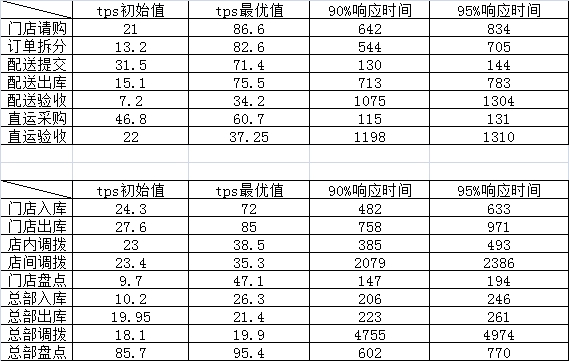 tps初始值 tps最优值 90%响应时间 95%响应时间
门店请购 21 86.6 642 834
订单拆分 13.2 82.6 544 705
配送提交 31.5 71.4 130 144
配送出库 15.1 75.5 713 783
配送验收 7.2 34.2 1075 1304
直运采购 46.8 60.7 115 131
直运验收 22 37.25 1198 1310
tps初始值 tps最优值 90%响应时间 95%响应时间
门店入库 24.3 72 482 633
门店出库 27.6 85 758 971
店内调拨 23 38.5 385 493
店间调拨 23.4 35.3 2079 2386
门店盘点 9.7 47.1 147 194
总部入库 10.2 26.3 206 246
总部出库 19.95 21.4 223 261
总部调拨 18.1 19.9 4755 4974
总部盘点 85.7 95.4 602 770